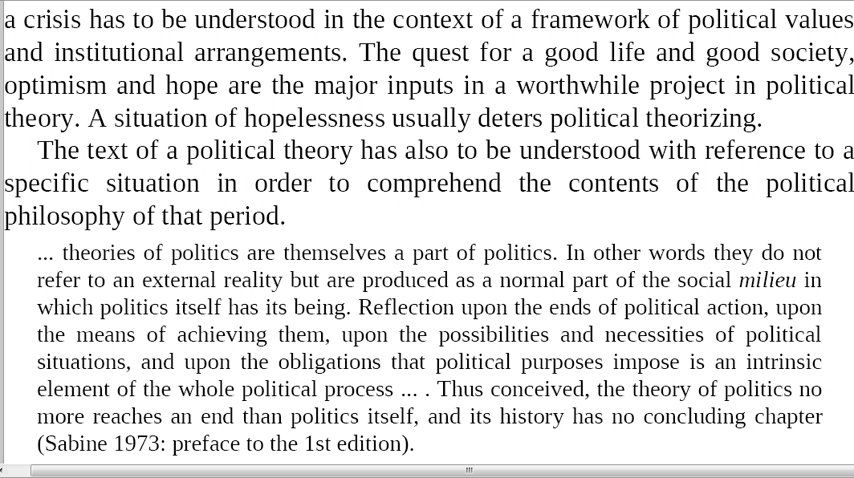 a crisis has to be understood in the context of a framework of political values
and institutional arrangements. The quest for a good life and good society,
optimism and hope are the major inputs in a worthwhile project in political
theory. A situation of hopelessness usually deters political theorizing.
The text of a political theory has also to be understood with reference to a
specific situation in order to comprehend the contents of the political
philosophy of that period.
... theories of politics are themselves a part of politics. In other words they do not
refer to an external reality but are produced as a normal part of the social milieu in
which politics itself has its being. Reflection upon the ends of political action, upon
the means of achieving them, upon the possibilities and necessities of political
situations, and upon the obligations that political purposes impose is an intrinsic
element of the whole political process ... . Thus conceived, the theory of politics no
more reaches an end than politics itself, and its history has no concluding chapter
(Sabine 1973: preface to the 1st edition).